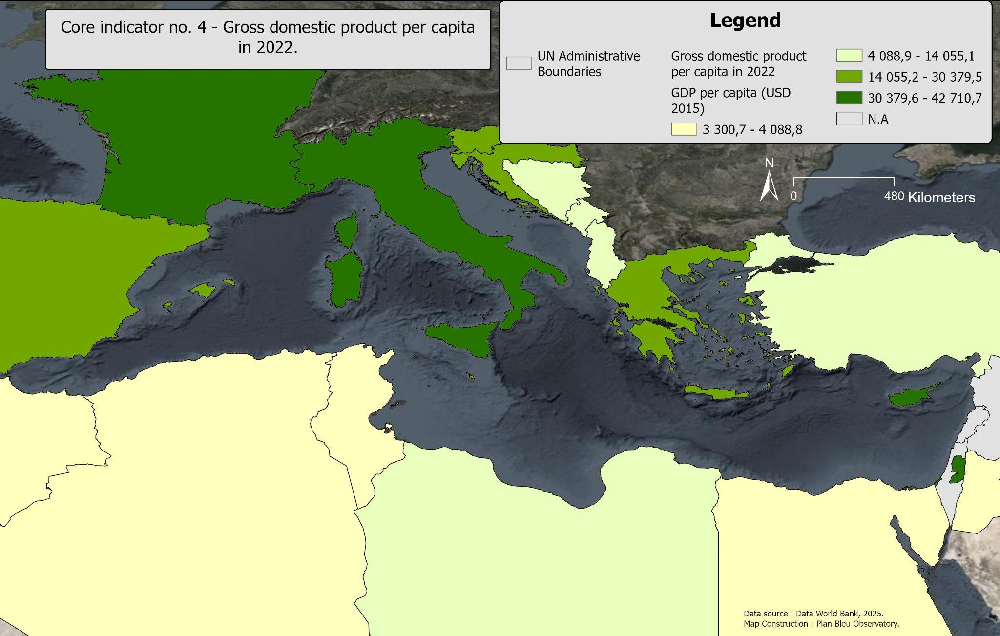 Core indicator no. 4 - Gross domestic product per capita
in 2022.
Legend
UN Administrative
Boundaries
Gross domestic product
per capita in 2022
GDP per capita (USD
2015)
3 300,7 - 4 088,8
4 088,9 - 14 055,1
14 055,2 - 30 379,5
30 379,6 - 42 710,7
N.A
N
0 480 Kilometers
Data source : Data World Bank, 2025.
Map Construction : Plan Bleu Observatory.